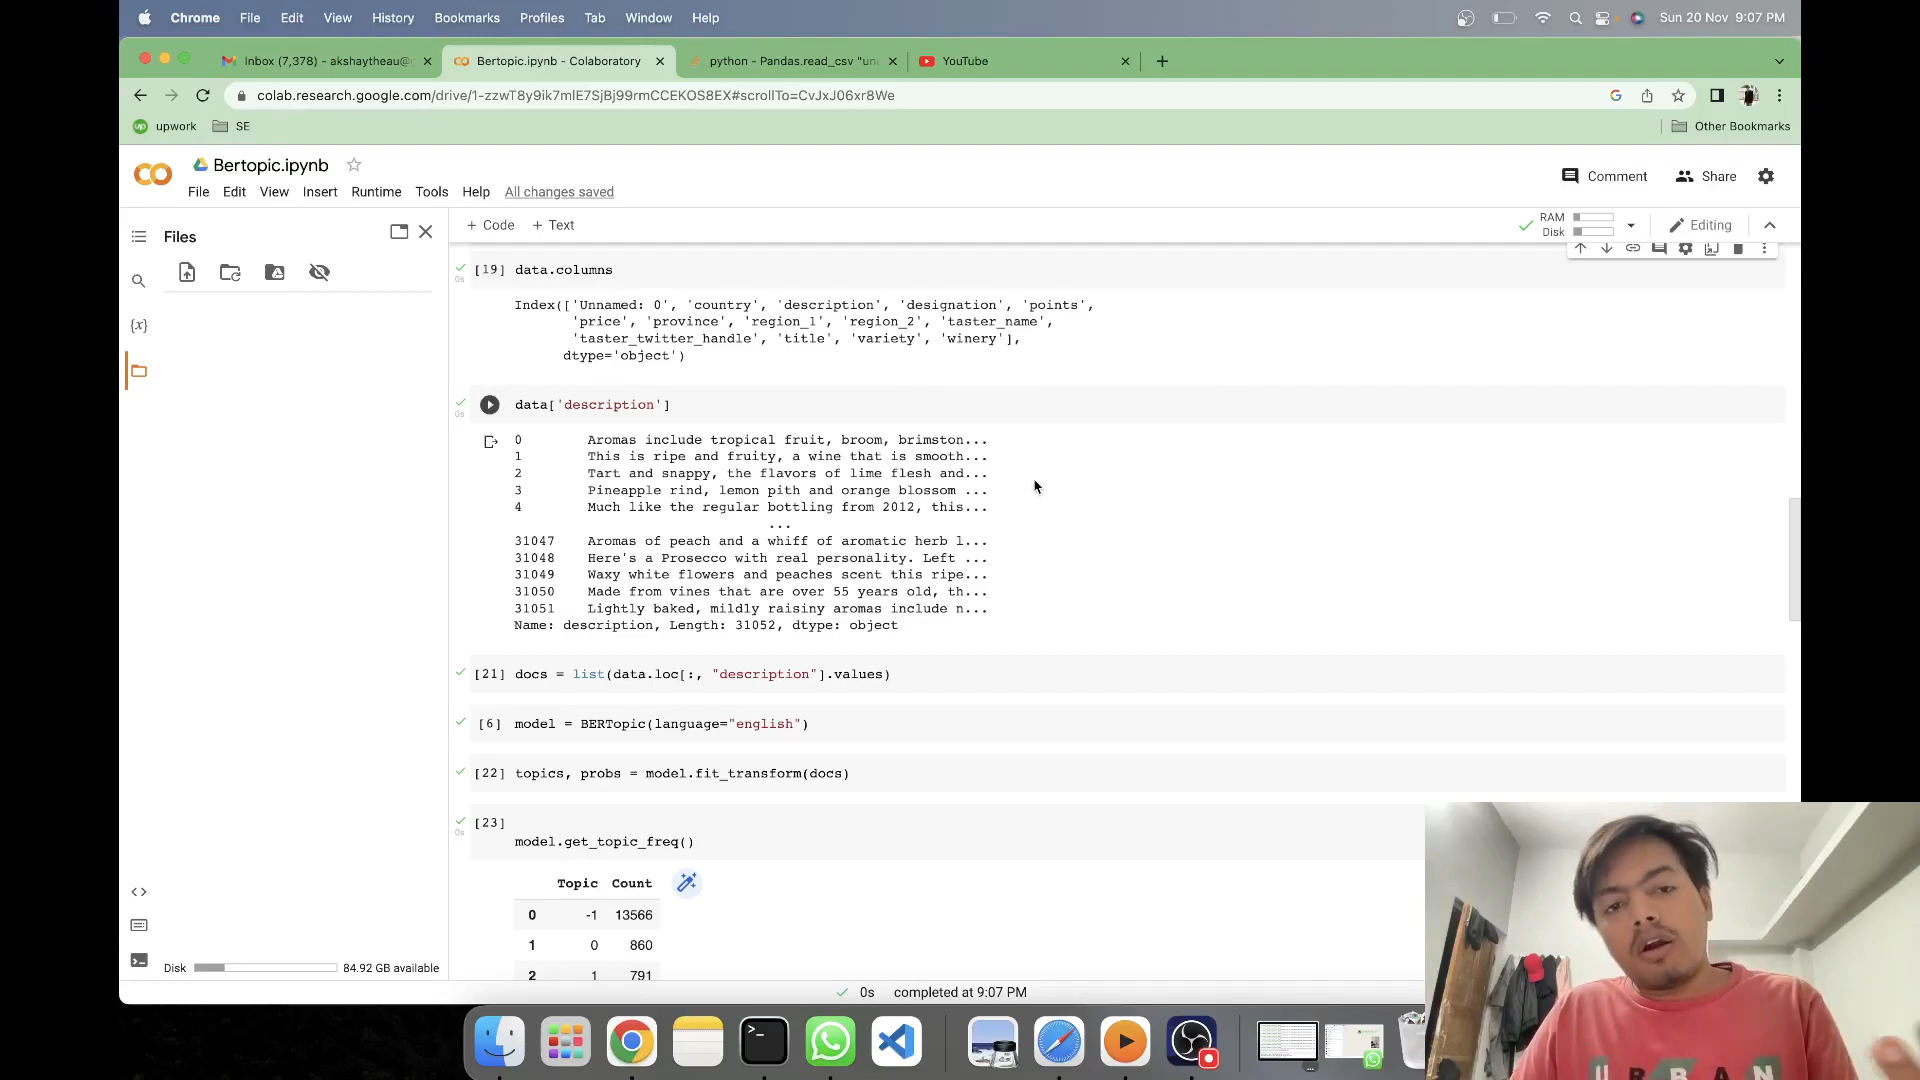 Chrome File Edit View History Bookmarks Profiles Tab Window Help Sun 20 Nov 9:07 PM
Inbox (7,378) - akshaytheau@ Bertopic.ipynb - Colaboratory python - Pandas.read_csv "un YouTube
colab.research.google.com/drive/1-zzwT8y9ik7mlE7SjBj99rmCCEKOS8EX#scrollTo=CvJxJ06xr8We
up upwork SE Other Bookmarks
Bertopic.ipynb
Comment Share
File Edit View Insert Runtime Tools Help All changes saved
Files
+ Code + Text
RAM
Disk
Editing
{x}
[19] data.columns
0s
Index(['Unnamed: 0', 'country', 'description', 'designation', 'points',
'price', 'province', 'region_1', 'region_2', 'taster_name',
'taster_twitter_handle', 'title', 'variety', 'winery'],
dtype='object')
data['description']
0s
0 Aromas include tropical fruit, broom, brimston...
1 This is ripe and fruity, a wine that is smooth...
2 Tart and snappy, the flavors of lime flesh and...
3 Pineapple rind, lemon pith and orange blossom ...
4 Much like the regular bottling from 2012, this...
...
31047 Aromas of peach and a whiff of aromatic herb l...
31048 Here's a Prosecco with real personality. Left ...
31049 Waxy white flowers and peaches scent this ripe...
31050 Made from vines that are over 55 years old, th...
31051 Lightly baked, mildly raisiny aromas include n...
Name: description, Length: 31052, dtype: object
[21] docs = list(data.loc[:, "description"].values)
[6] model = BERTopic(language="english")
[22] topics, probs = model.fit_transform(docs)
[23]
0s
model.get_topic_freq()
Topic Count
0 -1 13566
1 0 860
2 1 791
Disk 84.92 GB available
0s completed at 9:07 PM
URBAN